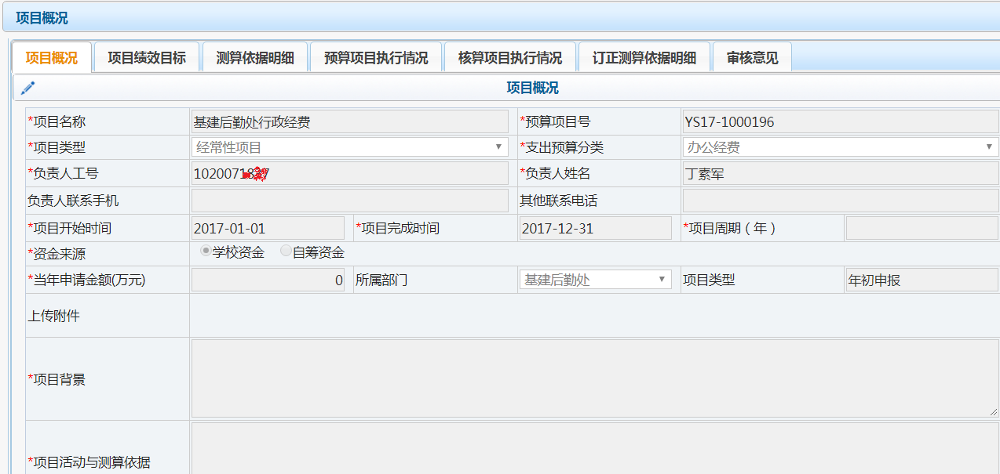 项目概况
项目概况 项目绩效目标 测算依据明细 预算项目执行情况 核算项目执行情况 订正测算依据明细 审核意见
项目概况
*项目名称 基建后勤处行政经费 *预算项目号 YS17-1000196
*项目类型 经常性项目 *支出预算分类 办公经费
*负责人工号 *负责人姓名 丁素军
负责人联系手机 其他联系电话
*项目开始时间 2017-01-01 *项目完成时间 2017-12-31 *项目周期（年）
*资金来源 学校资金 自筹资金
*当年申请金额(万元) 0 所属部门 基建后勤处 项目类型 年初申报
上传附件
*项目背景
*项目活动与测算依据